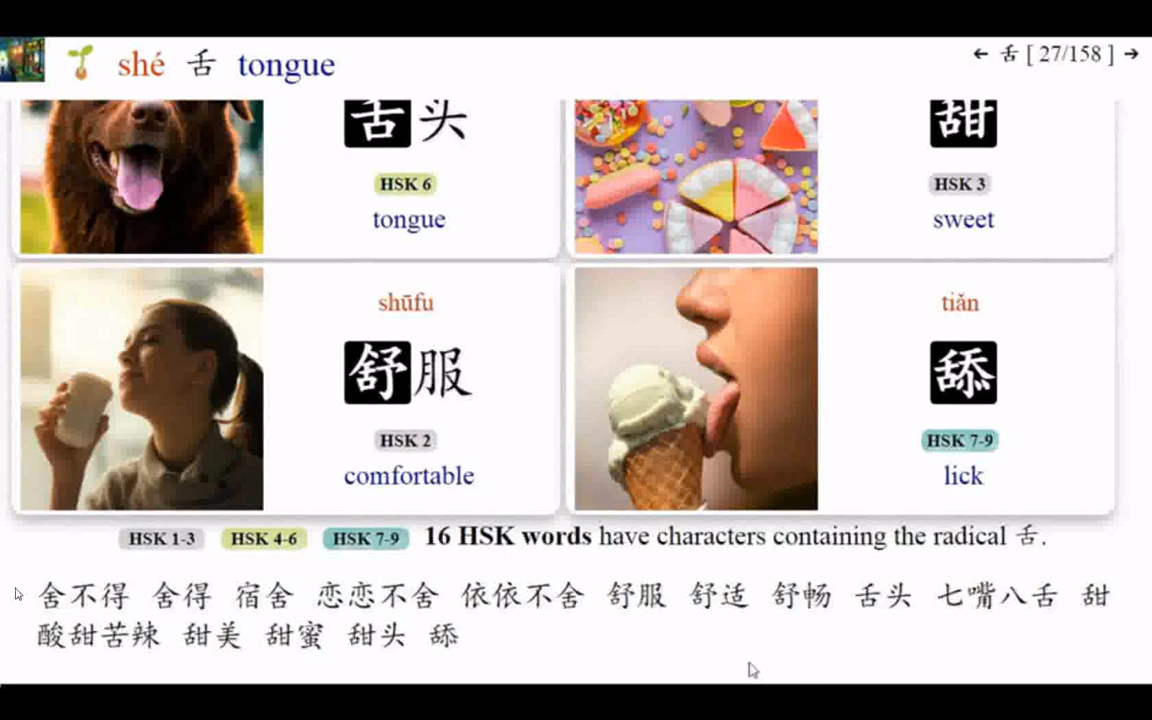 shé 舌 tongue
← 舌 [ 27/158 ] →
舌头
HSK 6
tongue
甜
HSK 3
sweet
shūfu
舒服
HSK 2
comfortable
tiǎn
舔
HSK 7-9
lick
HSK 1-3 HSK 4-6 HSK 7-9 16 HSK words have characters containing the radical 舌.
舍不得 舍得 宿舍 恋恋不舍 依依不舍 舒服 舒适 舒畅 舌头 七嘴八舌 甜
酸甜苦辣 甜美 甜蜜 甜头 舔